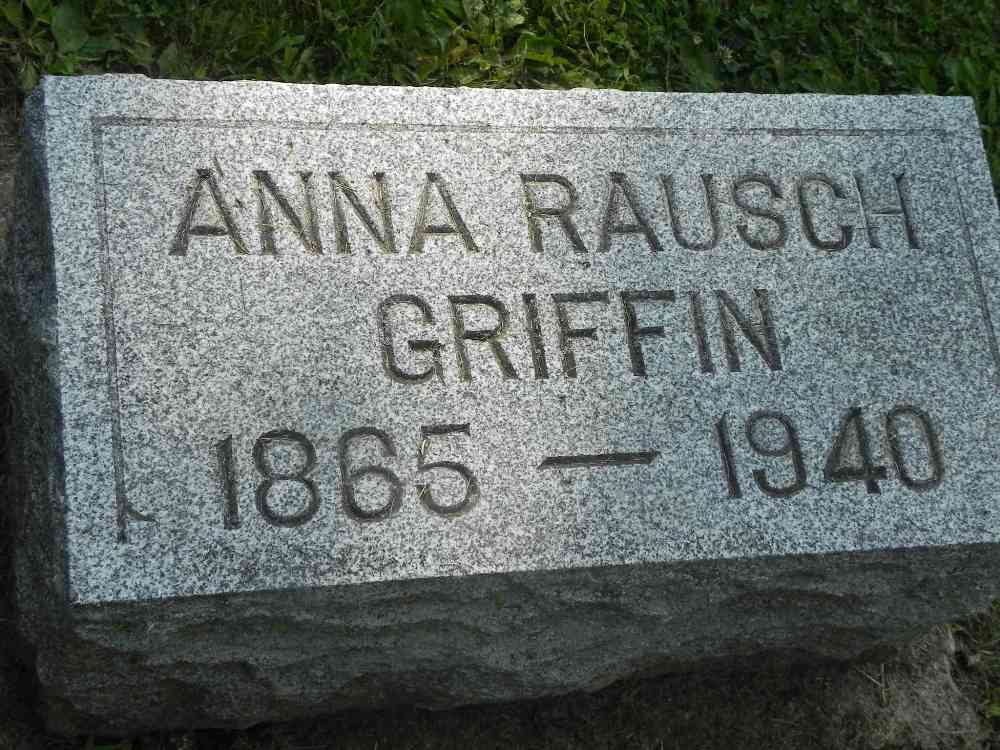 ANNA RAUSCH
GRIFFIN
1865 — 1940